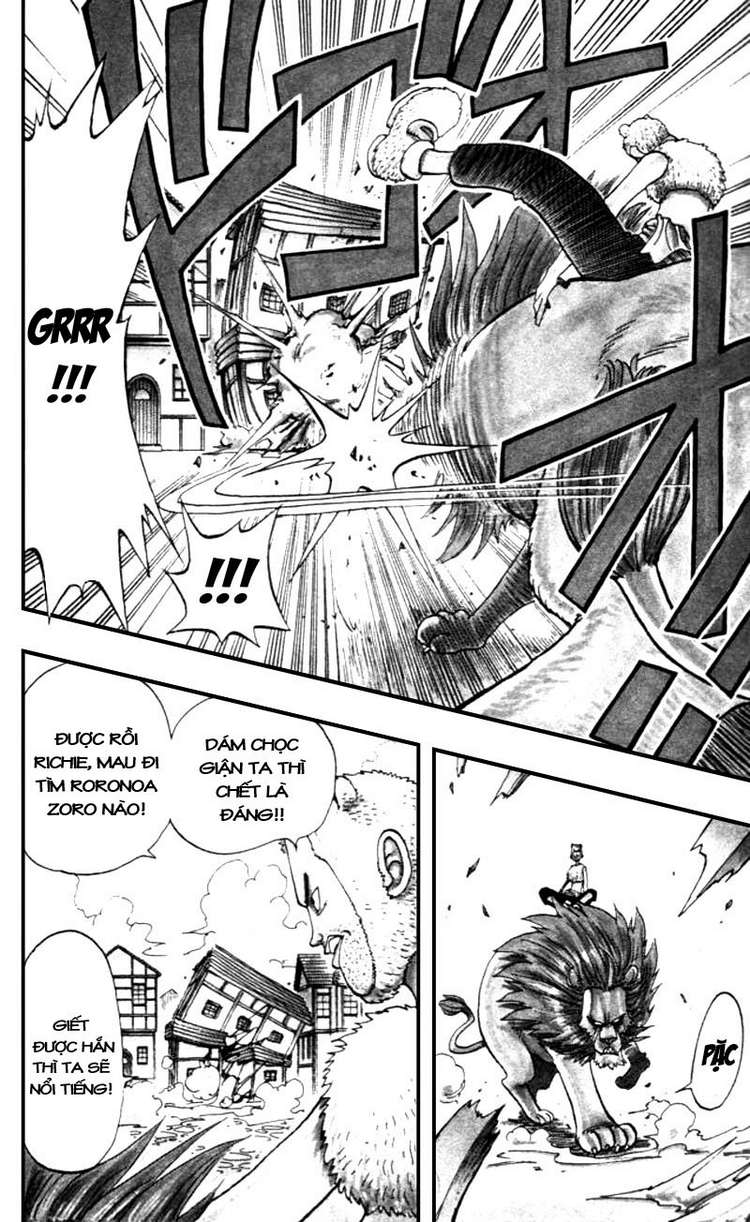 GRRR
!!!
!!!
PẶC
DÁM CHỌC
GIẬN TA THÌ
CHẾT LÀ
ĐÁNG!!
ĐƯỢC RỒI
RICHIE, MAU ĐI
TÌM RORONOA
ZORO NÀO!
GIẾT
ĐƯỢC HẮN
THÌ TA SẼ
NỔI TIẾNG!